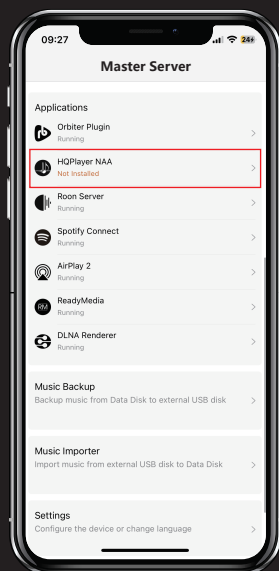 09:27
24
Master Server
Applications
Orbiter Plugin
Running
HQPlayer NAA
Not Installed
Roon Server
Running
Spotify Connect
Running
AirPlay 2
Running
RM
ReadyMedia
Running
DLNA Renderer
Running
Music Backup
Backup music from Data Disk to external USB disk
Music Importer
Import music from external USB disk to Data Disk
Settings
Configure the device or change language